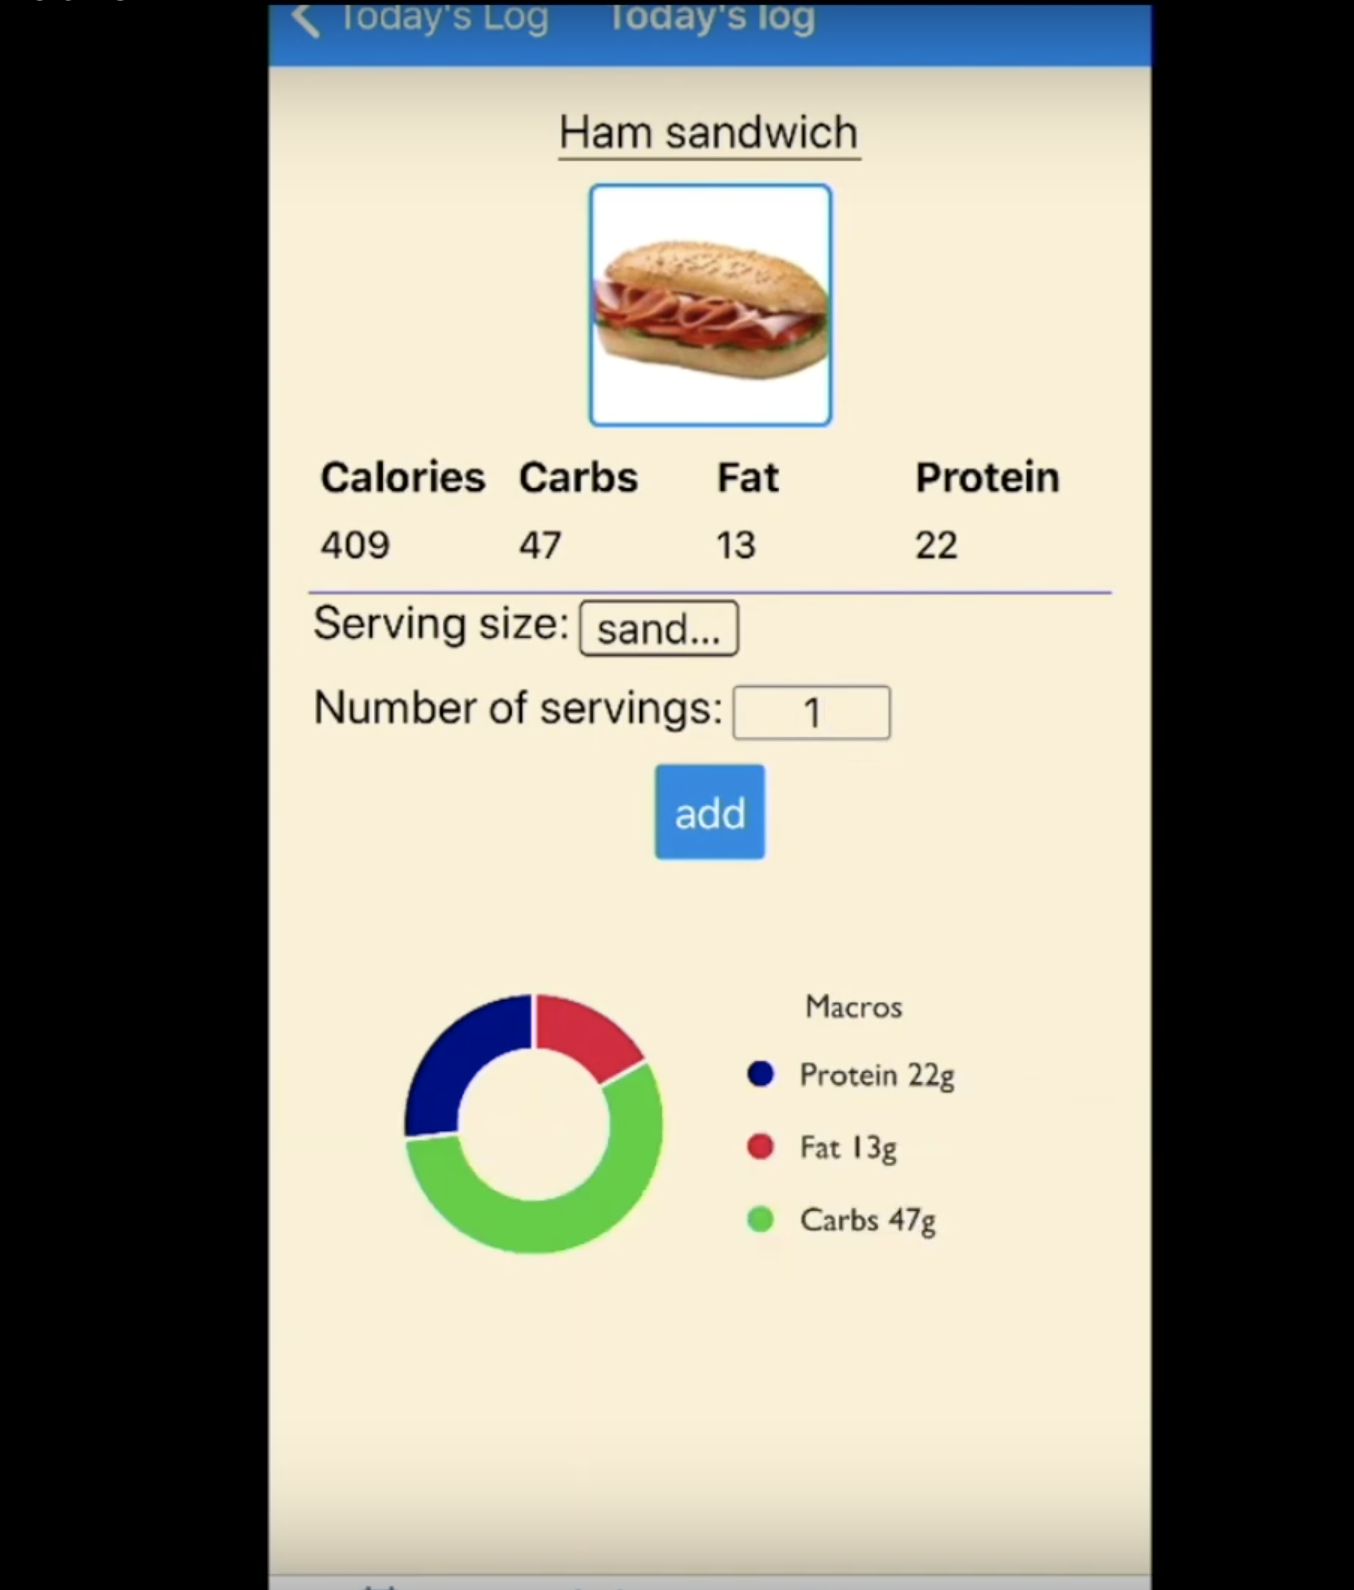 Today's Log Today's log
Ham sandwich
Calories Carbs Fat Protein
409 47 13 22
Serving size: sand...
Number of servings: 1
add
Macros
Protein 22g
Fat 13g
Carbs 47g